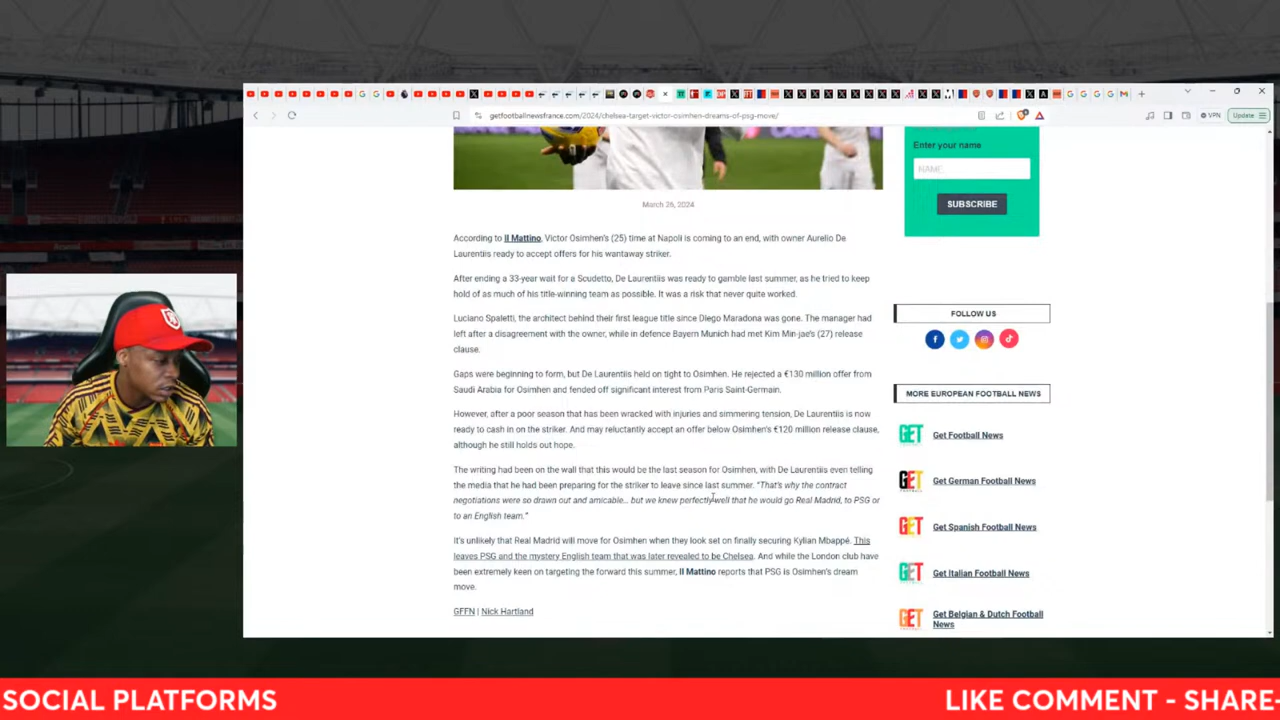 getfootballnewsfrance.com/2024/chelsea-target-victor-osimhen-dreams-of-psg-move/
VPN
Update
Enter your name
NAME
SUBSCRIBE
March 26, 2024
According to Il Mattino, Victor Osimhen's (25) time at Napoli is coming to an end, with owner Aurelio De
Laurentiis ready to accept offers for his wantaway striker.
After ending a 33-year wait for a Scudetto, De Laurentiis was ready to gamble last summer, as he tried to keep
hold of as much of his title-winning team as possible. It was a risk that never quite worked.
Luciano Spaletti, the architect behind their first league title since Diego Maradona was gone. The manager had
left after a disagreement with the owner, while in defence Bayern Munich had met Kim Min-jae's (27) release
clause.
Gaps were beginning to form, but De Laurentiis held on tight to Osimhen. He rejected a €130 million offer from
Saudi Arabia for Osimhen and fended off significant interest from Paris Saint-Germain.
However, after a poor season that has been wracked with injuries and simmering tension, De Laurentiis is now
ready to cash in on the striker. And may reluctantly accept an offer below Osimhen's €120 million release clause,
although he still holds out hope.
The writing had been on the wall that this would be the last season for Osimhen, with De Laurentiis even telling
the media that he had been preparing for the striker to leave since last summer. "That's why the contract
negotiations were so drawn out and amicable... but we knew perfectly well that he would go Real Madrid, to PSG or
to an English team."
It's unlikely that Real Madrid will move for Osimhen when they look set on finally securing Kylian Mbappé. This
leaves PSG and the mystery English team that was later revealed to be Chelsea. And while the London club have
been extremely keen on targeting the forward this summer, Il Mattino reports that PSG is Osimhen's dream
move.
GFFN | Nick Hartland
FOLLOW US
MORE EUROPEAN FOOTBALL NEWS
GET
Get Football News
GET
Get German Football News
GET
Get Spanish Football News
GET
Get Italian Football News
GET
Get Belgian & Dutch Football
News
SOCIAL PLATFORMS
LIKE COMMENT - SHARE-